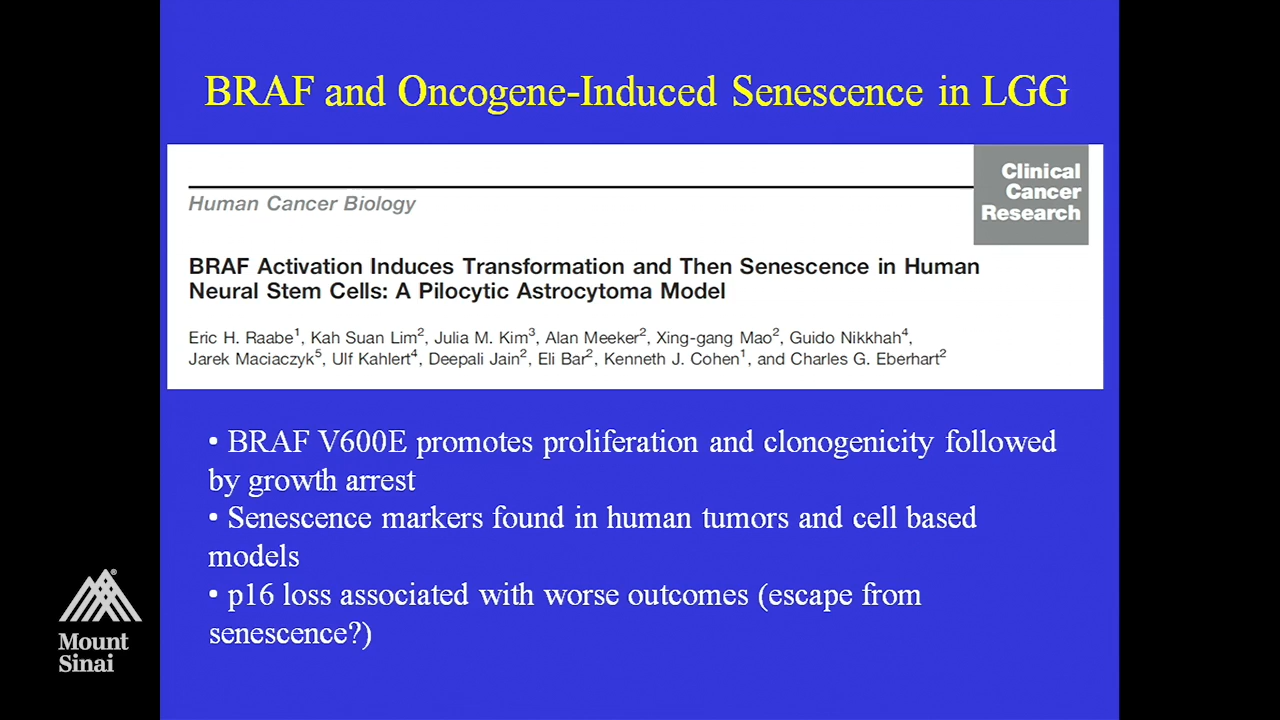 BRAF and Oncogene-Induced Senescence in LGG
Clinical
Cancer
Research
Human Cancer Biology
BRAF Activation Induces Transformation and Then Senescence in Human
Neural Stem Cells: A Pilocytic Astrocytoma Model
Eric H. Raabe1, Kah Suan Lim2, Julia M. Kim3, Alan Meeker2, Xing-gang Mao2, Guido Nikkhah4,
Jarek Maciaczyk5, Ulf Kahlert4, Deepali Jain2, Eli Bar2, Kenneth J. Cohen1, and Charles G. Eberhart2
• BRAF V600E promotes proliferation and clonogenicity followed
by growth arrest
• Senescence markers found in human tumors and cell based
models
• p16 loss associated with worse outcomes (escape from
senescence?)
®
Mount
Sinai